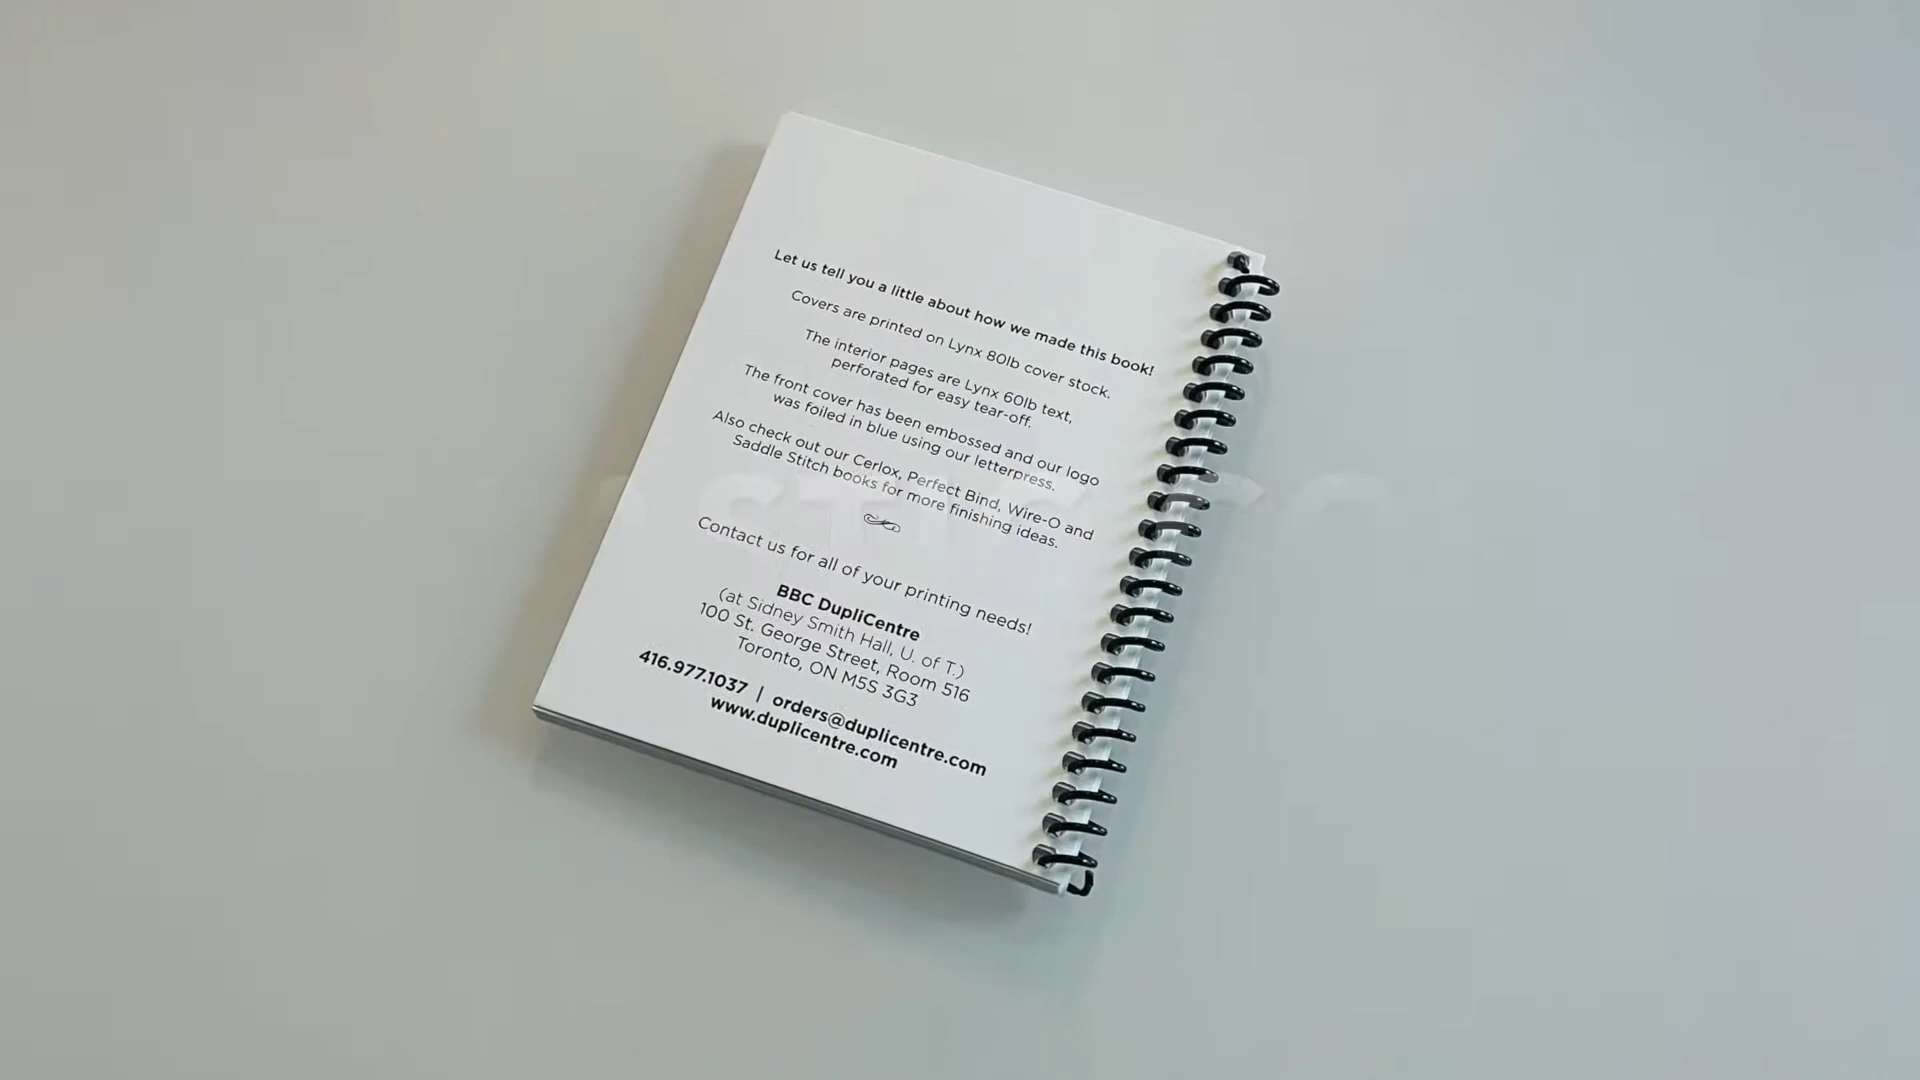 Let us tell you a little about how we made this book!
Covers are printed on Lynx 80lb cover stock.
The interior pages are Lynx 60lb text,
perforated for easy tear-off.
The front cover has been embossed and our logo
was foiled in blue using our letterpress.
Also check out our Cerlox, Perfect Bind, Wire-O and
Saddle Stitch books for more finishing ideas.
Contact us for all of your printing needs!
BBC DupliCentre
(at Sidney Smith Hall, U. of T.)
100 St. George Street, Room 516
Toronto, ON M5S 3G3
416.977.1037 | orders@duplicentre.com
www.duplicentre.com